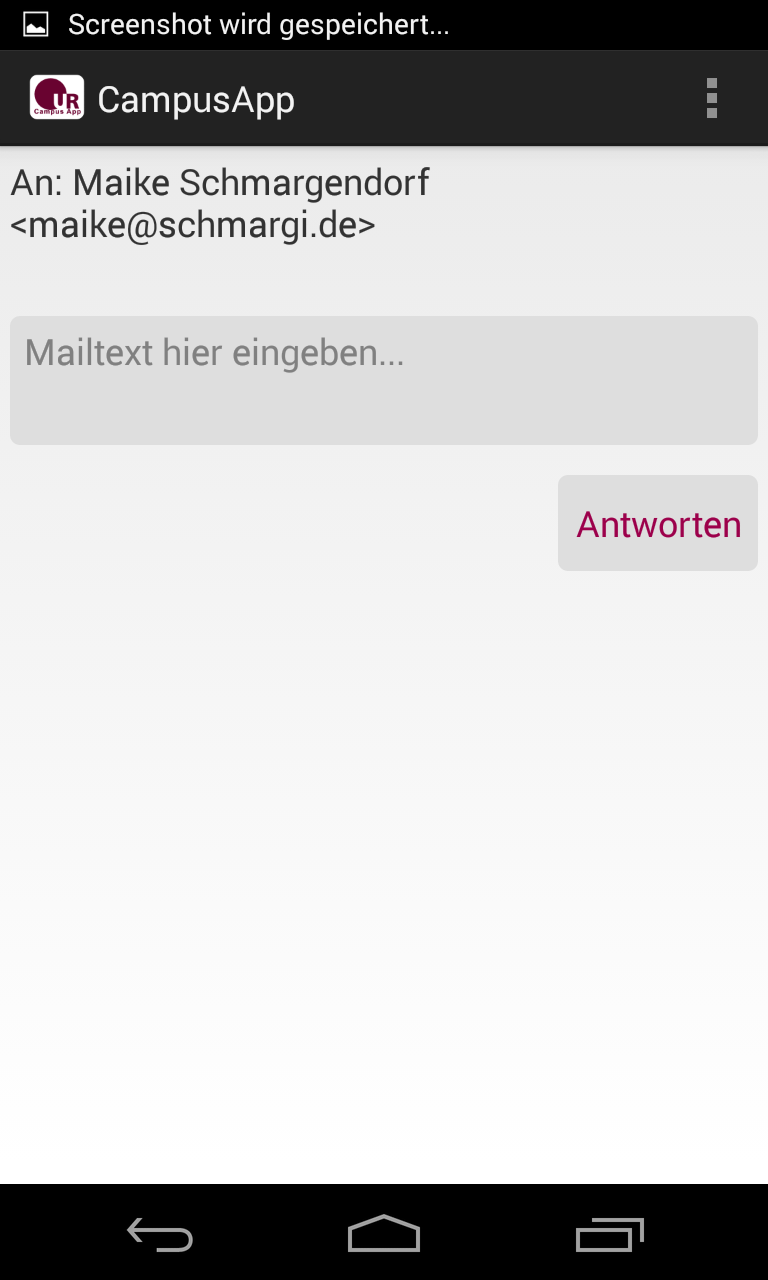 Screenshot wird gespeichert...
UR
Campus App
CampusApp
An: Maike Schmargendorf
<maike@schmargi.de>
Mailtext hier eingeben...
Antworten